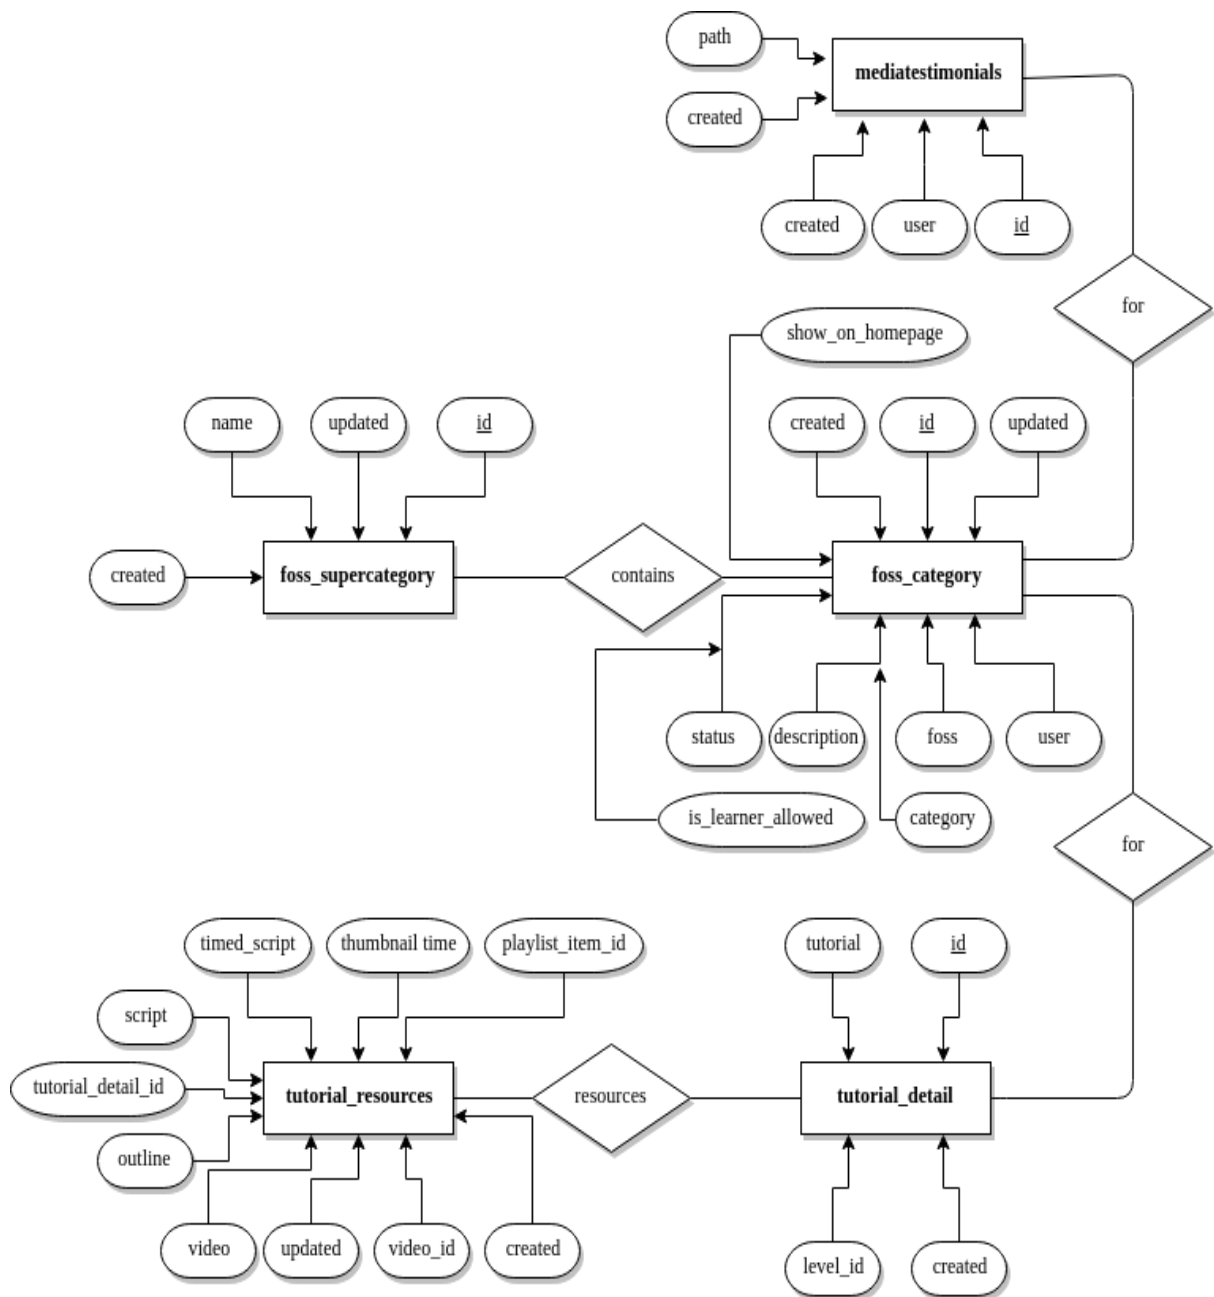 path
mediatestimonials
created
created
user
id
for
show_on_homepage
name
updated
id
created
id
updated
created
foss_supercategory
contains
foss_category
status
description
foss
user
is_learner_allowed
category
for
timed_script
thumbnail time
playlist_item_id
tutorial
id
script
tutorial_detail_id
tutorial_resources
resources
tutorial_detail
outline
video
updated
video_id
created
level_id
created